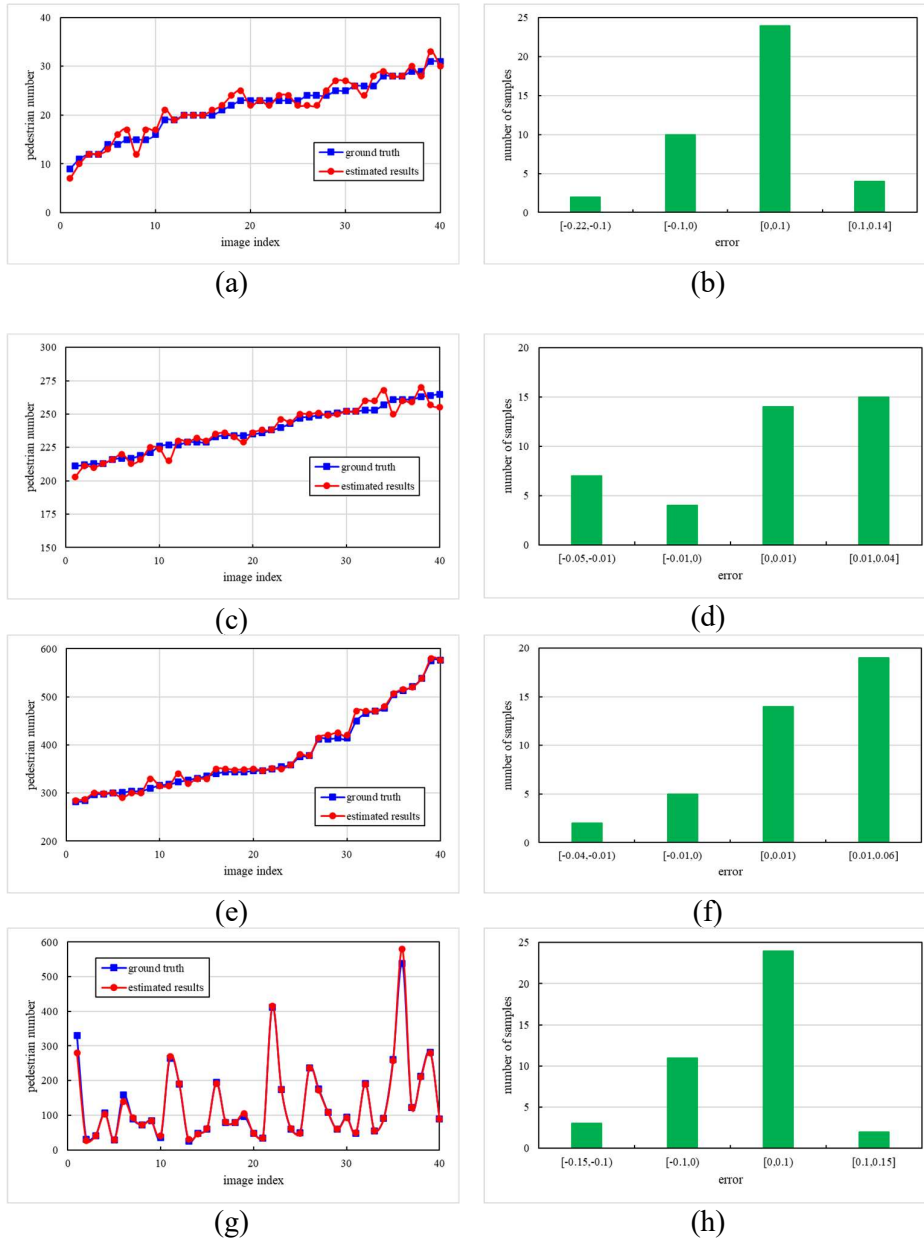 40
30
20
10
0
0 10 20 30 40
pedestrian number
image index
ground truth
estimated results
(a)
25
20
15
10
5
0
[-0.22,-0.1) [-0.1,0) [0,0.1) [0.1,0.14]
number of samples
error
(b)
300
275
250
225
200
175
150
0 10 20 30 40
pedestrian number
image index
ground truth
estimated results
(c)
20
15
10
5
0
[-0.05,-0.01) [-0.01,0) [0,0.01) [0.01,0.04]
number of samples
error
(d)
600
500
400
300
200
0 10 20 30 40
pedestrian number
image index
ground truth
estimated results
(e)
20
15
10
5
0
[-0.04,-0.01) [-0.01,0) [0,0.01) [0.01,0.06]
number of samples
error
(f)
600
500
400
300
200
100
0
0 10 20 30 40
pedestrian number
image index
ground truth
estimated results
(g)
25
20
15
10
5
0
[-0.15,-0.1) [-0.1,0) [0,0.1) [0.1,0.15]
number of samples
error
(h)